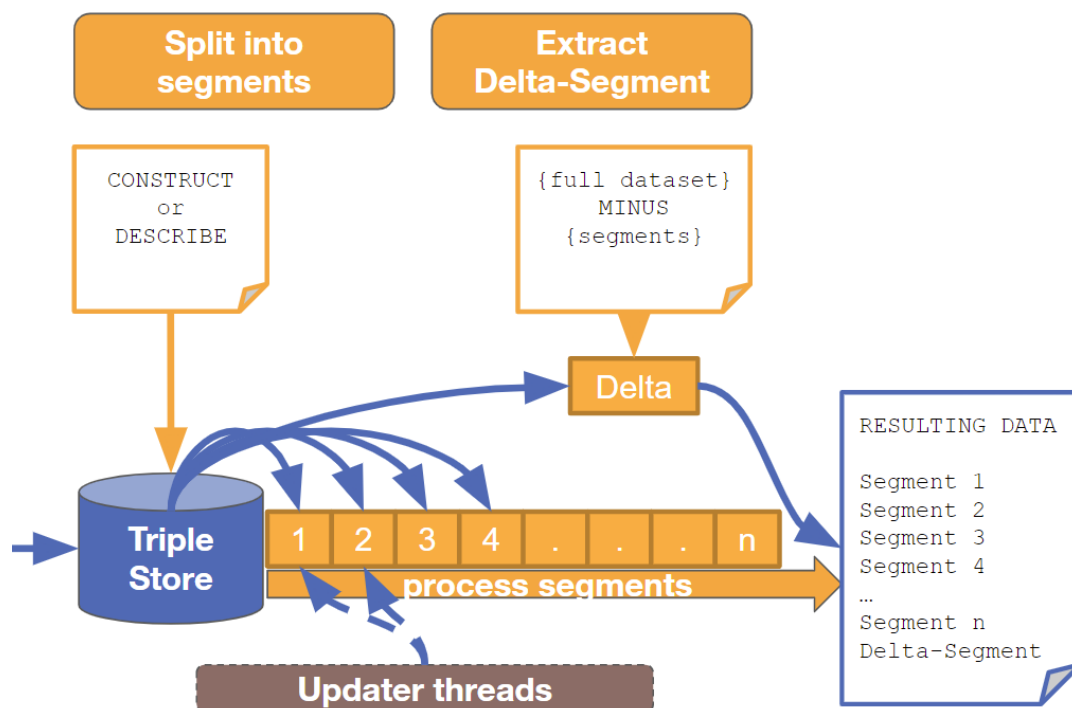 Split into
segments
Extract
Delta-Segment
CONSTRUCT
or
DESCRIBE
{full dataset}
MINUS
{segments}
Delta
Triple
Store
1 2 3 4 . . . n
process segments
Updater threads
RESULTING DATA
Segment 1
Segment 2
Segment 3
Segment 4
…
Segment n
Delta-Segment